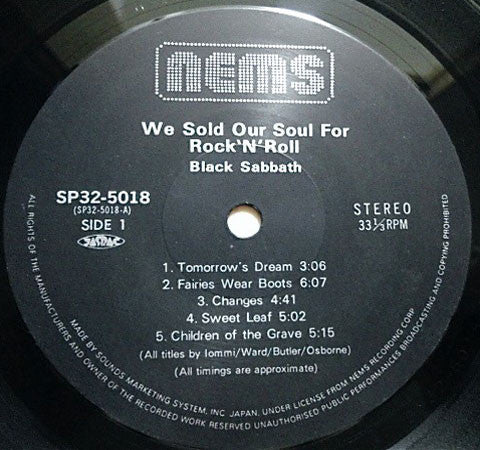 nems
We Sold Our Soul For
Rock'N'Roll
Black Sabbath
SP32-5018
(SP32-5018-A)
SIDE 1
JASRAC
STEREO
33⅓RPM
1. Tomorrow's Dream 3:06
2. Fairies Wear Boots 6:07
3. Changes 4:41
4. Sweet Leaf 5:02
5. Children of the Grave 5:15
(All titles by Iommi/Ward/Butler/Osborne)
(All timings are approximate)
ALL RIGHTS OF THE MANUFACTURERS AND OWNER OF THE RECORDED WORK RESERVED UNAUTHORISED PUBLIC PERFORMANCES BROADCASTING AND COPYING PROHIBITED
MADE BY SOUNDS MARKETING SYSTEM, INC JAPAN, UNDER LICENSE FROM NEMS RECORDING CORP.